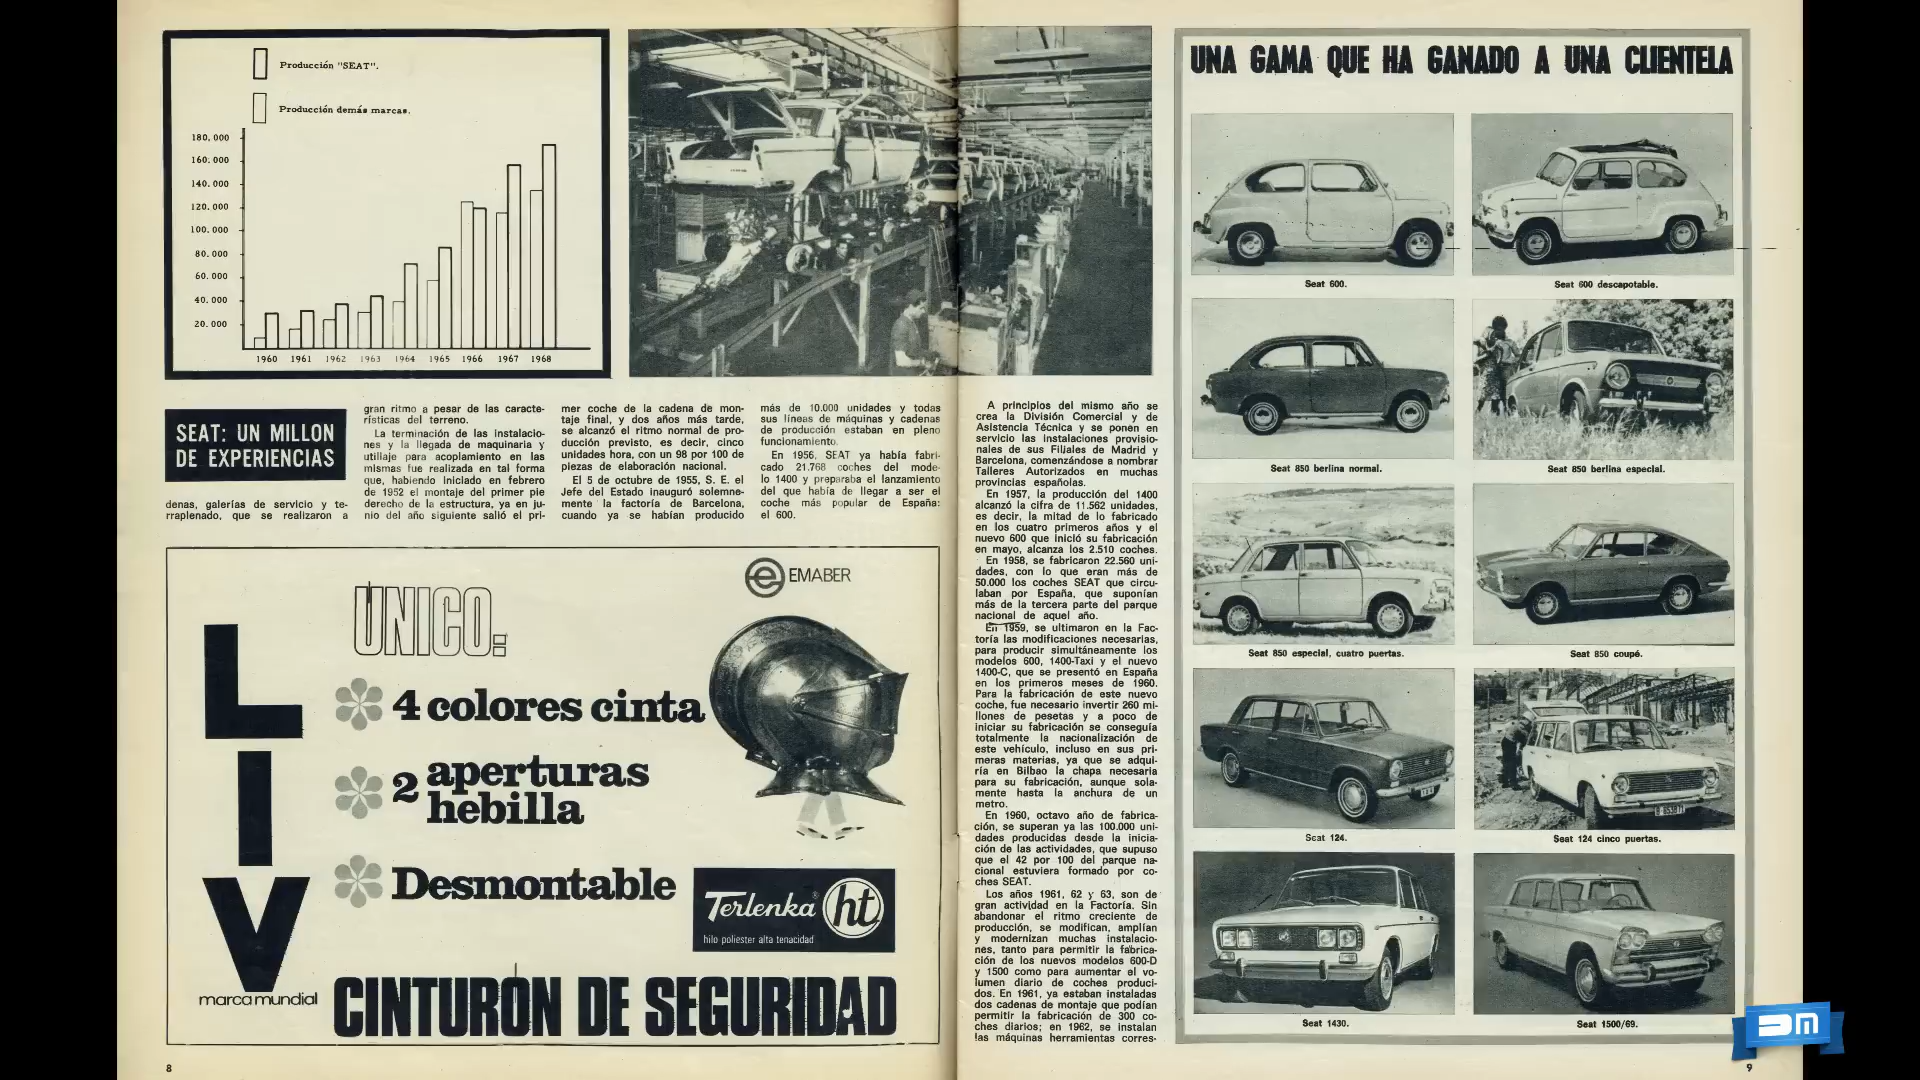 Producción "SEAT".
Producción demás marcas.
180.000
160.000
140.000
120.000
100.000
80.000
60.000
40.000
20.000
1960 1961 1962 1963 1964 1965 1966 1967 1968
SEAT: UN MILLON
DE EXPERIENCIAS
denas, galerías de servicio y te-
rraplenado, que se realizaron a
gran ritmo a pesar de las caracte-
rísticas del terreno.
La terminación de las instalacio-
nes y la llegada de maquinaria y
utillaje para acoplamiento en las
mismas fue realizada en tal forma
que, habiendo iniciado en febrero
de 1952 el montaje del primer pie
derecho de la estructura, ya en ju-
nio del año siguiente salió el pri-
mer coche de la cadena de mon-
taje final, y dos años más tarde,
se alcanzó el ritmo normal de pro-
ducción previsto, es decir, cinco
unidades hora, con un 98 por 100 de
piezas de elaboración nacional.
El 5 de octubre de 1955, S. E. el
Jefe del Estado inauguró solemne-
mente la factoría de Barcelona,
cuando ya se habían producido
más de 10.000 unidades y todas
sus líneas de máquinas y cadenas
de producción estaban en pleno
funcionamiento.
En 1956, SEAT ya había fabri-
cado 21.768 coches del mode-
lo 1400 y preparaba el lanzamiento
del que había de llegar a ser el
coche más popular de España:
el 600.
EMABER
UNICO:
LIV
marca mundial
4 colores cinta
2 aperturas
hebilla
Desmontable
Terlenka ht
hilo poliester alta tenacidad
CINTURON DE SEGURIDAD
8
A principios del mismo año se
crea la División Comercial y de
Asistencia Técnica y se ponen en
servicio las instalaciones provisio-
nales de sus Filiales de Madrid y
Barcelona, comenzándose a nombrar
Talleres Autorizados en muchas
provincias españolas.
En 1957, la producción del 1400
alcanzó la cifra de 11.562 unidades,
es decir, la mitad de lo fabricado
en los cuatro primeros años y el
nuevo 600 que inició su fabricación
en mayo, alcanza los 2.510 coches.
En 1958, se fabricaron 22.560 uni-
dades, con lo que eran más de
50.000 los coches SEAT que circu-
laban por España, que suponían
más de la tercera parte del parque
nacional de aquel año.
En 1959, se ultimaron en la Fac-
toría las modificaciones necesarias,
para producir simultáneamente los
modelos 600, 1400-Taxi y el nuevo
1400-C, que se presentó en España
en los primeros meses de 1960.
Para la fabricación de este nuevo
coche, fue necesario invertir 260 mi-
llones de pesetas y a poco de
iniciar su fabricación se conseguía
totalmente la nacionalización de
este vehículo, incluso en sus pri-
meras materias, ya que se adqui-
ría en Bilbao la chapa necesaria
para su fabricación, aunque sola-
mente hasta la anchura de un
metro.
En 1960, octavo año de fabrica-
ción, se superan ya las 100.000 uni-
dades producidas desde la inicia-
ción de las actividades, que supuso
que el 42 por 100 del parque na-
cional estuviera formado por co-
ches SEAT.
Los años 1961, 62 y 63, son de
gran actividad en la Factoría. Sin
abandonar el ritmo creciente de
producción, se modifican, amplían
y modernizan muchas instalacio-
nes, tanto para permitir la fabrica-
ción de los nuevos modelos 600-D
y 1500 como para aumentar el vo-
lumen diario de coches produci-
dos. En 1961, ya estaban instaladas
dos cadenas de montaje que podían
permitir la fabricación de 300 co-
ches diarios; en 1962, se instalan
las máquinas herramientas corres-
UNA GAMA QUE HA GANADO A UNA CLIENTELA
Seat 600.
Seat 600 descapotable.
Seat 850 berlina normal.
Seat 850 berlina especial.
Seat 850 especial, cuatro puertas.
Seat 850 coupé.
Seat 124.
Seat 124 cinco puertas.
Seat 1430.
Seat 1500/69.
9